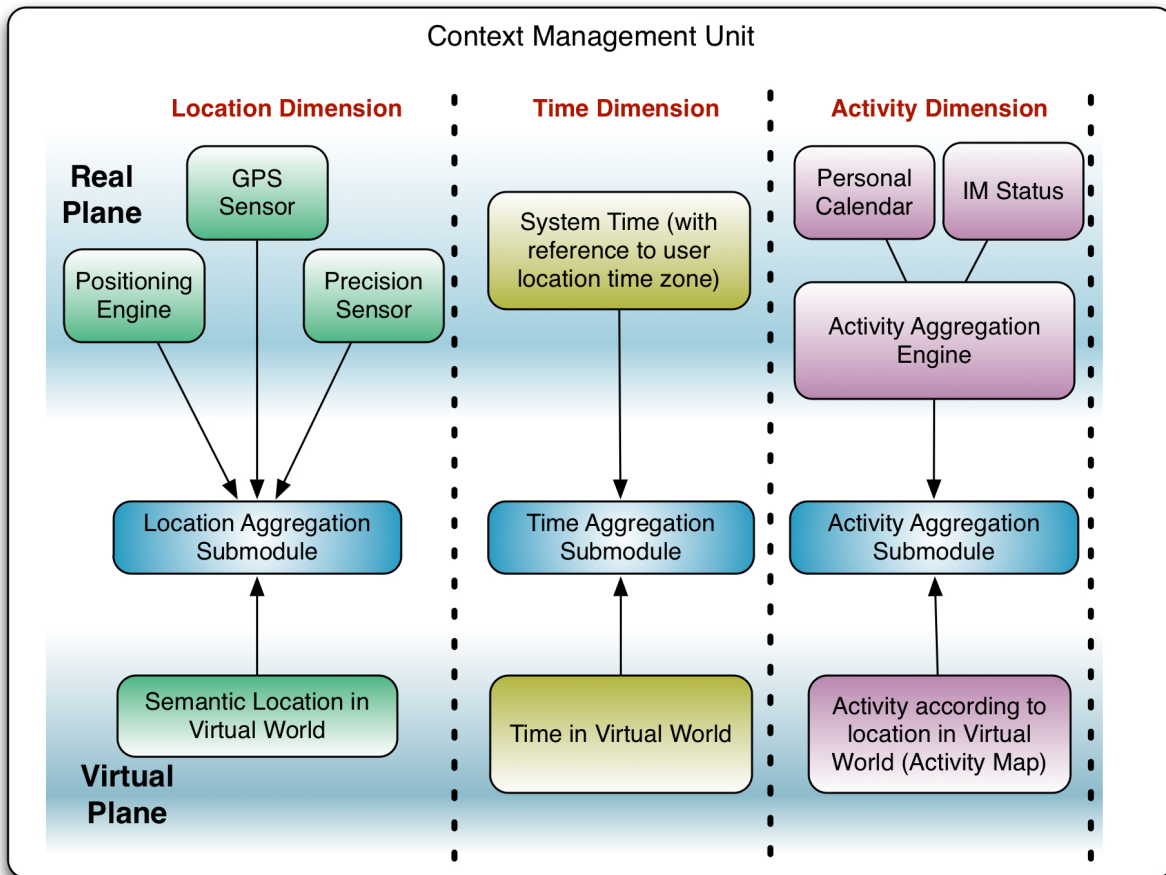 Context Management Unit
Location Dimension
Time Dimension
Activity Dimension
Real
Plane
GPS
Sensor
Positioning
Engine
Precision
Sensor
System Time (with
reference to user
location time zone)
Personal
Calendar
IM Status
Activity Aggregation
Engine
Location Aggregation
Submodule
Time Aggregation
Submodule
Activity Aggregation
Submodule
Semantic Location in
Virtual World
Time in Virtual World
Activity according to
location in Virtual
World (Activity Map)
Virtual
Plane